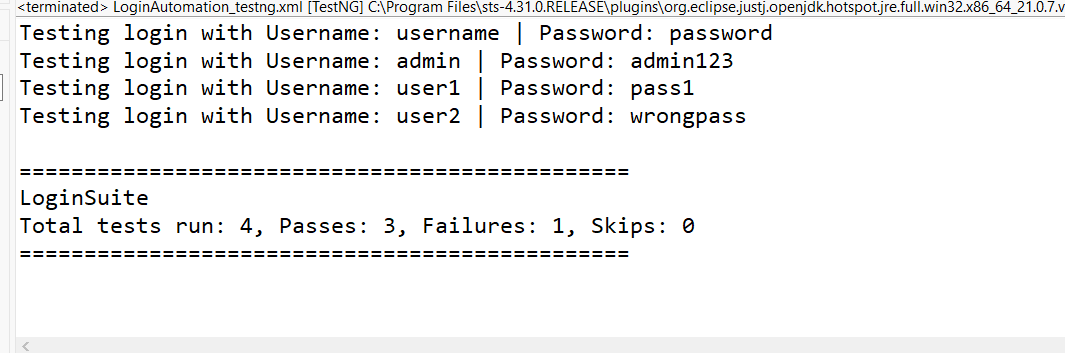 <terminated> LoginAutomation_testng.xml [TestNG] C:\Program Files\sts-4.31.0.RELEASE\plugins\org.eclipse.justj.openjdk.hotspot.jre.full.win32.x86_64_21.0.7.v
Testing login with Username: username | Password: password
Testing login with Username: admin | Password: admin123
Testing login with Username: user1 | Password: pass1
Testing login with Username: user2 | Password: wrongpass
===============================================
LoginSuite
Total tests run: 4, Passes: 3, Failures: 1, Skips: 0
===============================================